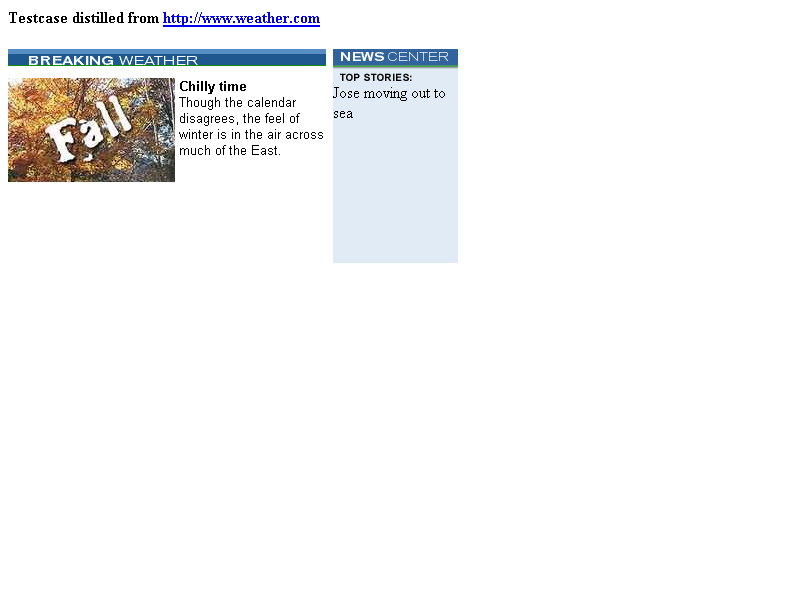 Testcase distilled from http://www.weather.com
BREAKING WEATHER
Fall
Chilly time
Though the calendar
disagrees, the feel of
winter is in the air across
much of the East.
NEWS CENTER
TOP STORIES:
Jose moving out to
sea